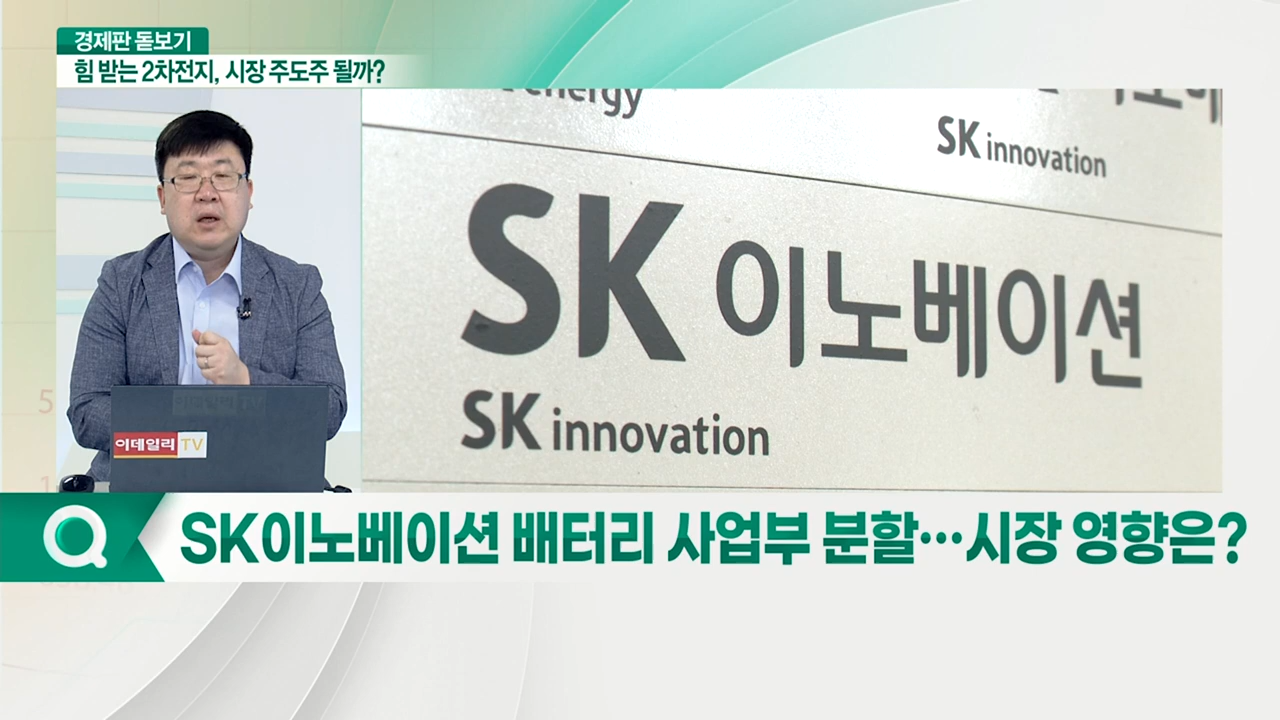 경제판 돋보기
힘 받는 2차전지, 시장 주도주 될까?
energy
SK innovation
SK 이노베이션
SK innovation
이데일리 TV
SK이노베이션 배터리 사업부 분할…시장 영향은?